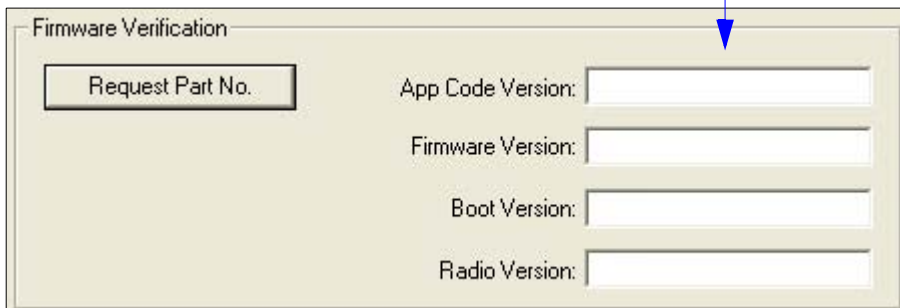 Firmware Verification
Request Part No.
App Code Version:
Firmware Version:
Boot Version:
Radio Version: